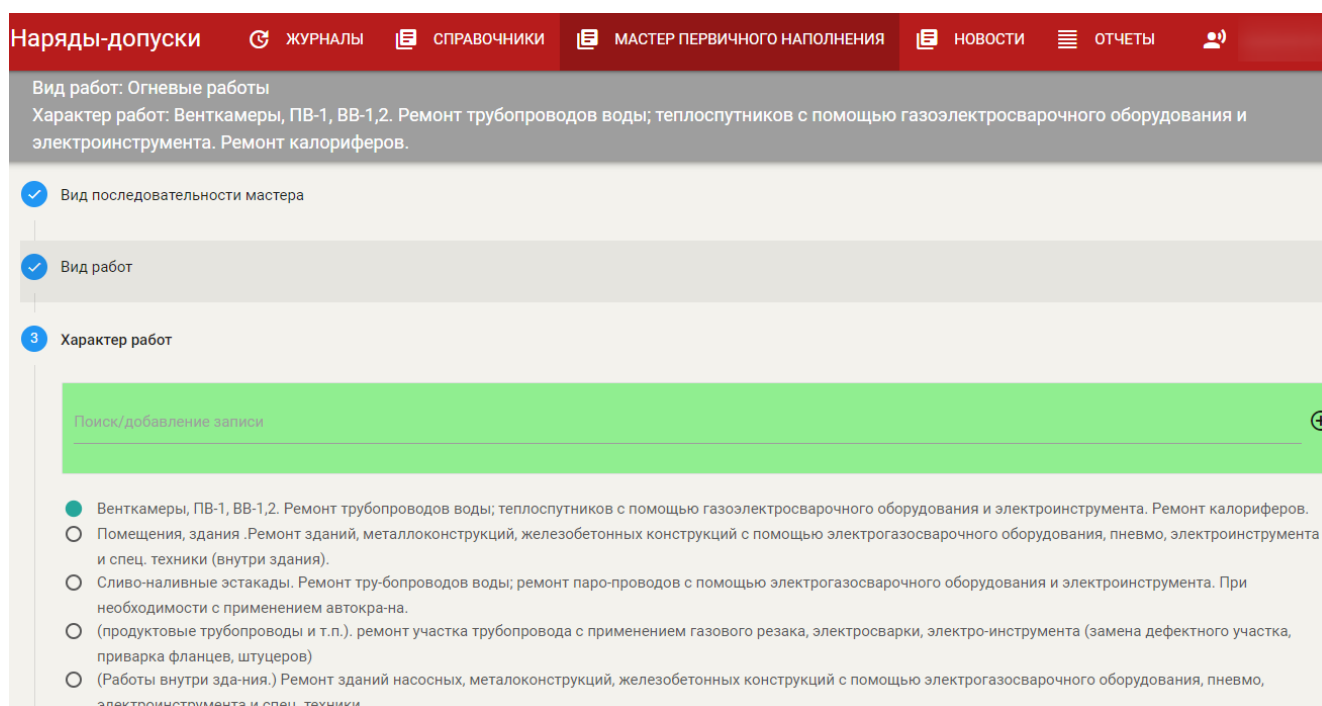 Наряды-допуски ЖУРНАЛЫ СПРАВОЧНИКИ МАСТЕР ПЕРВИЧНОГО НАПОЛНЕНИЯ НОВОСТИ ОТЧЕТЫ
Вид работ: Огневые работы
Характер работ: Венткамеры, ПВ-1, ВВ-1,2. Ремонт трубопроводов воды; теплоспутников с помощью газоэлектросварочного оборудования и
электроинструмента. Ремонт калориферов.
Вид последовательности мастера
Вид работ
3 Характер работ
Поиск/добавление записи
Венткамеры, ПВ-1, ВВ-1,2. Ремонт трубопроводов воды; теплоспутников с помощью газоэлектросварочного оборудования и электроинструмента. Ремонт калориферов.
Помещения, здания .Ремонт зданий, металлоконструкций, железобетонных конструкций с помощью электрогазосварочного оборудования, пневмо, электроинструмента
и спец. техники (внутри здания).
Сливо-наливные эстакады. Ремонт тру-бопроводов воды; ремонт паро-проводов с помощью электрогазосварочного оборудования и электроинструмента. При
необходимости с применением автокра-на.
(продуктовые трубопроводы и т.п.). ремонт участка трубопровода с применением газового резака, электросварки, электро-инструмента (замена дефектного участка,
приварка фланцев, штуцеров)
(Работы внутри зда-ния.) Ремонт зданий насосных, металоконструкций, железобетонных конструкций с помощью электрогазосварочного оборудования, пневмо,
электроинструмента и спец. техники